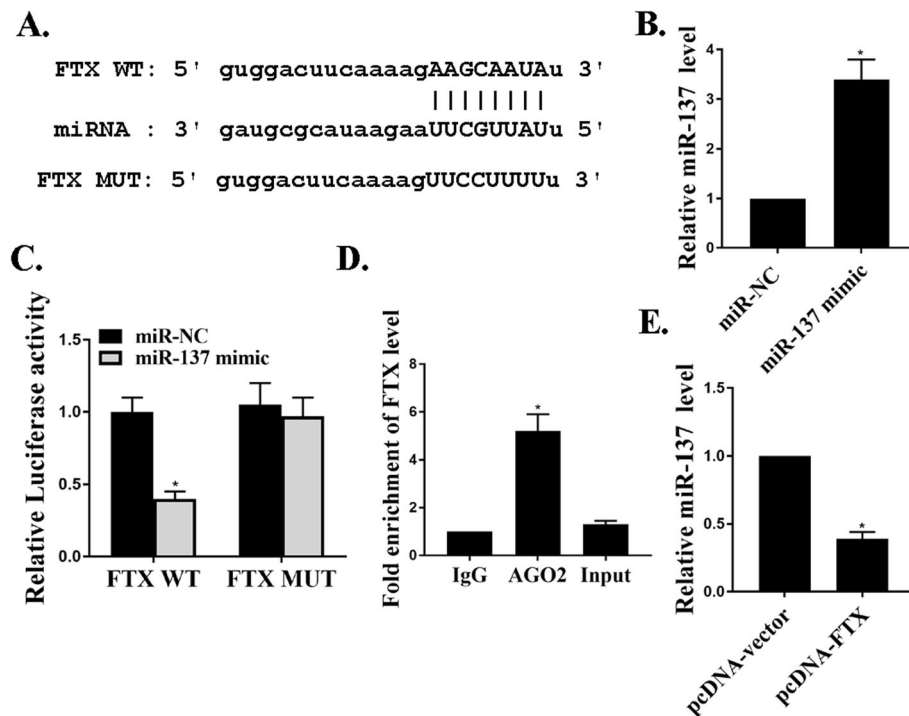 A.
FTX WT: 5' guggacuucaaaagAAGCAAUAu 3'
||||||||
miRNA : 3' gaugcgcauaagaaUUCGUUAUu 5'
FTX MUT: 5' guggacuucaaaagUUCCUUUUu 3'
B.
Relative miR-137 level
4
3
2
1
0
*
miR-NC
miR-137 mimic
C.
Relative Luciferase activity
1.5
1.0
0.5
0.0
miR-NC
miR-137 mimic
*
FTX WT
FTX MUT
D.
Fold enrichment of FTX level
8
6
4
2
0
*
IgG
AGO2
Input
E.
Relative miR-137 level
1.5
1.0
0.5
0.0
*
pcDNA-vector
pcDNA-FTX